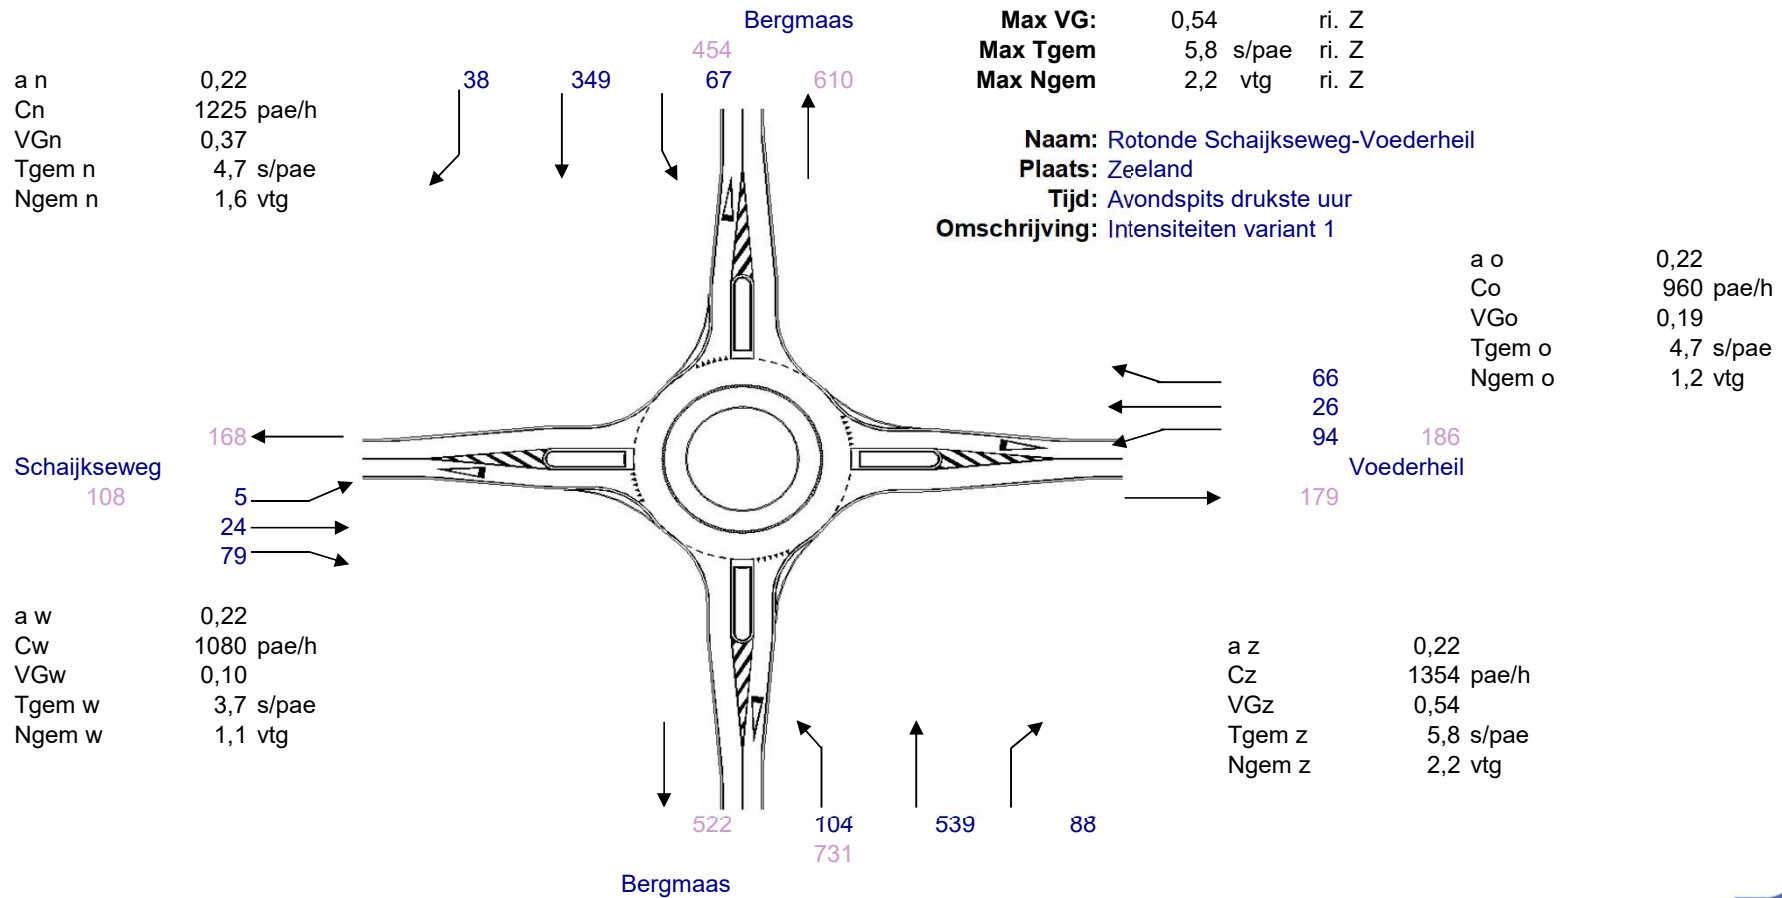 Bergmaas
454
38 349 67 610
a n 0,22
Cn 1225 pae/h
VGn 0,37
Tgem n 4,7 s/pae
Ngem n 1,6 vtg
Max VG: 0,54 ri. Z
Max Tgem 5,8 s/pae ri. Z
Max Ngem 2,2 vtg ri. Z
Naam: Rotonde Schaijkseweg-Voederheil
Plaats: Zeeland
Tijd: Avondspits drukste uur
Omschrijving: Intensiteiten variant 1
a o 0,22
Co 960 pae/h
VGo 0,19
Tgem o 4,7 s/pae
Ngem o 1,2 vtg
66
26
94 186
Voederheil
179
168
Schaijkseweg
108 5
24
79
a w 0,22
Cw 1080 pae/h
VGw 0,10
Tgem w 3,7 s/pae
Ngem w 1,1 vtg
a z 0,22
Cz 1354 pae/h
VGz 0,54
Tgem z 5,8 s/pae
Ngem z 2,2 vtg
522 104 539 88
731
Bergmaas